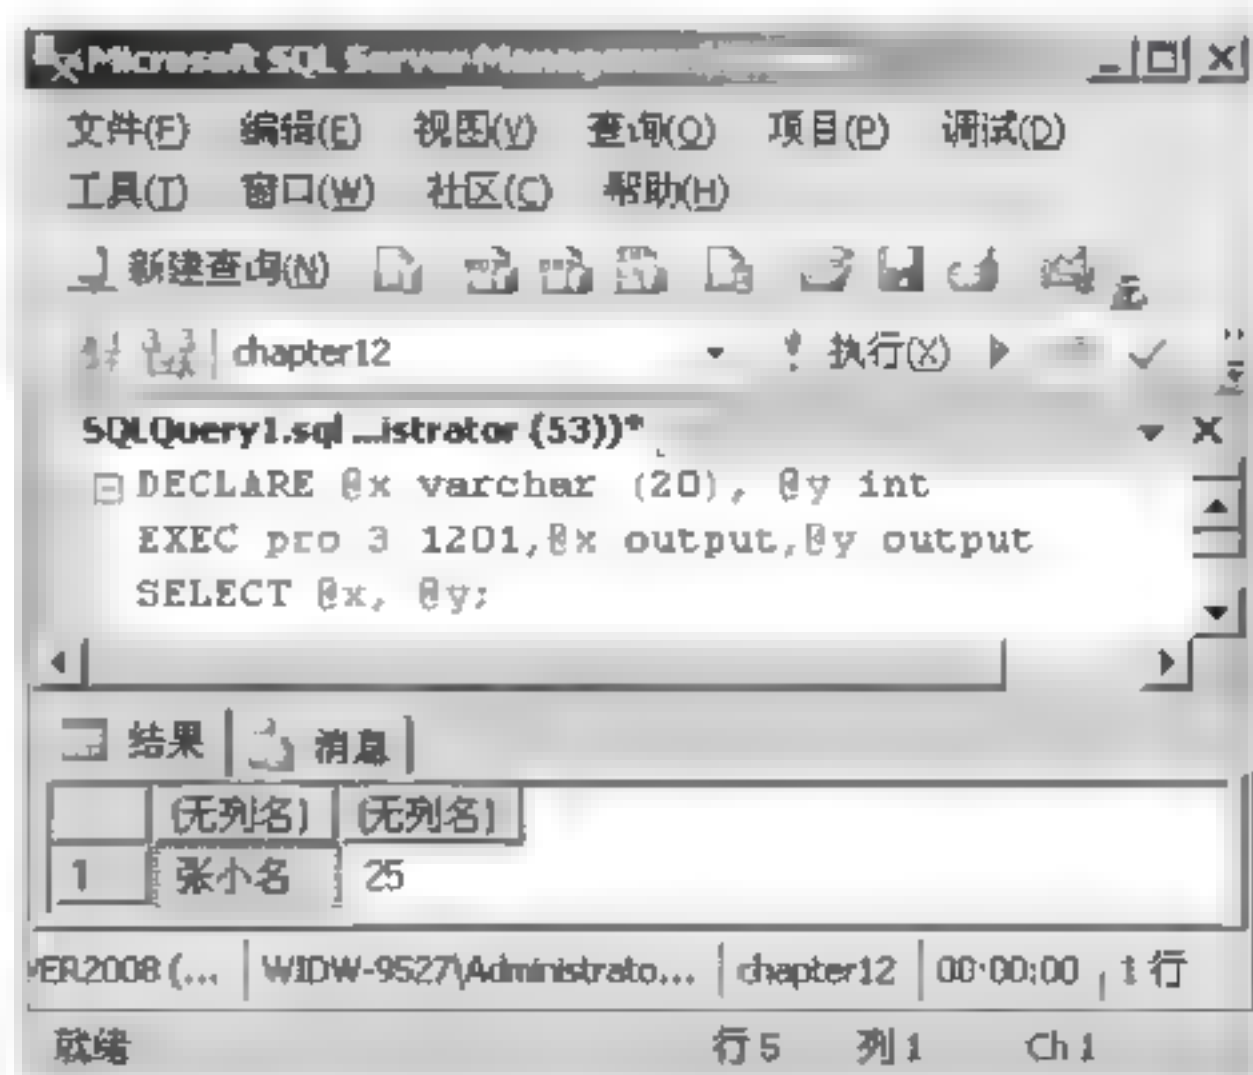 Microsoft SQL Server Management
文件(F) 编辑(E) 视图(V) 查询(Q) 项目(P) 调试(D)
工具(T) 窗口(W) 社区(C) 帮助(H)
新建查询(N)
chapter12 执行(X)
SQLQuery1.sql ...istrator (53))*
DECLARE @x varchar (20), @y int
EXEC pro 3 1201,@x output,@y output
SELECT @x, @y;
结果 消息
(无列名) (无列名)
1 张小名 25
VER2008 (... WIDW-9527\Administrato... chapter12 00:00:00 1 行
就绪 行 5 列 1 Ch 1